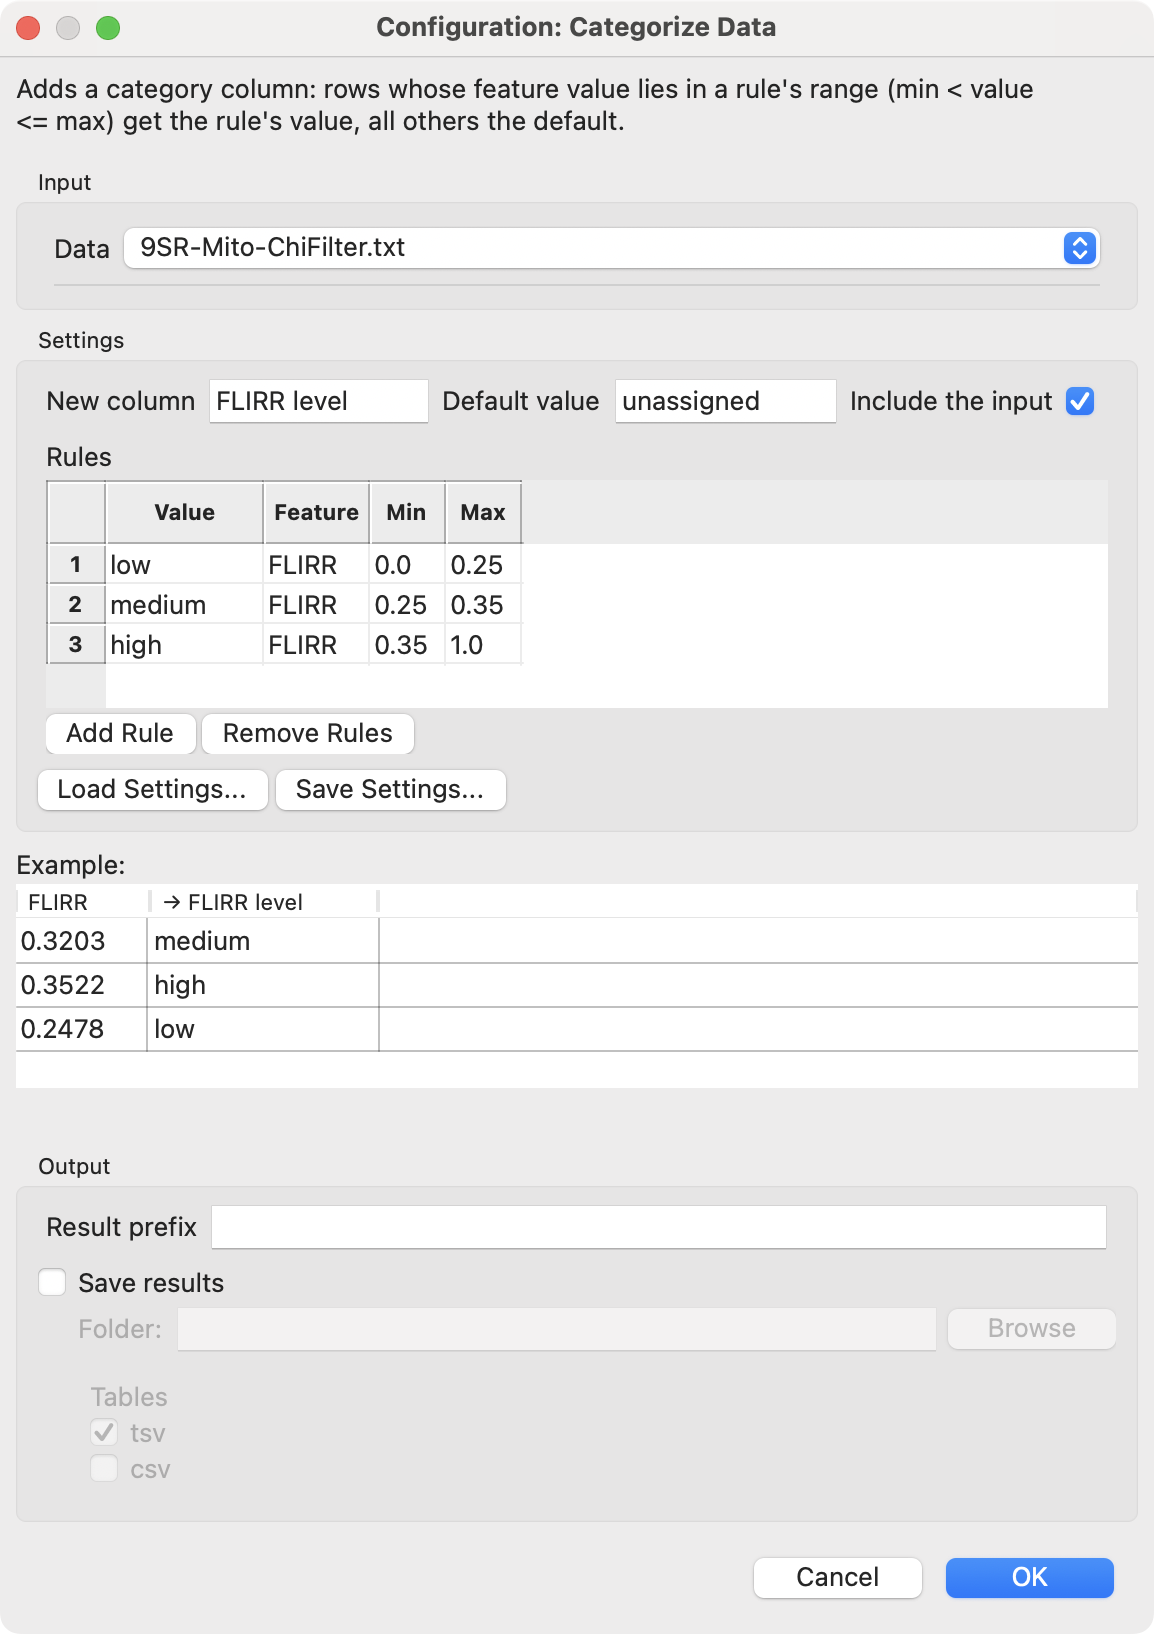 Configuration: Categorize Data
Adds a category column: rows whose feature value lies in a rule's range (min < value
<= max) get the rule's value, all others the default.
Input
Data 9SR-Mito-ChiFilter.txt
Settings
New column FLIRR level Default value unassigned Include the input
Rules
Value Feature Min Max
1 low FLIRR 0.0 0.25
2 medium FLIRR 0.25 0.35
3 high FLIRR 0.35 1.0
Add Rule Remove Rules
Load Settings... Save Settings...
Example:
FLIRR → FLIRR level
0.3203 medium
0.3522 high
0.2478 low
Output
Result prefix
Save results
Folder: Browse
Tables
tsv
csv
Cancel OK